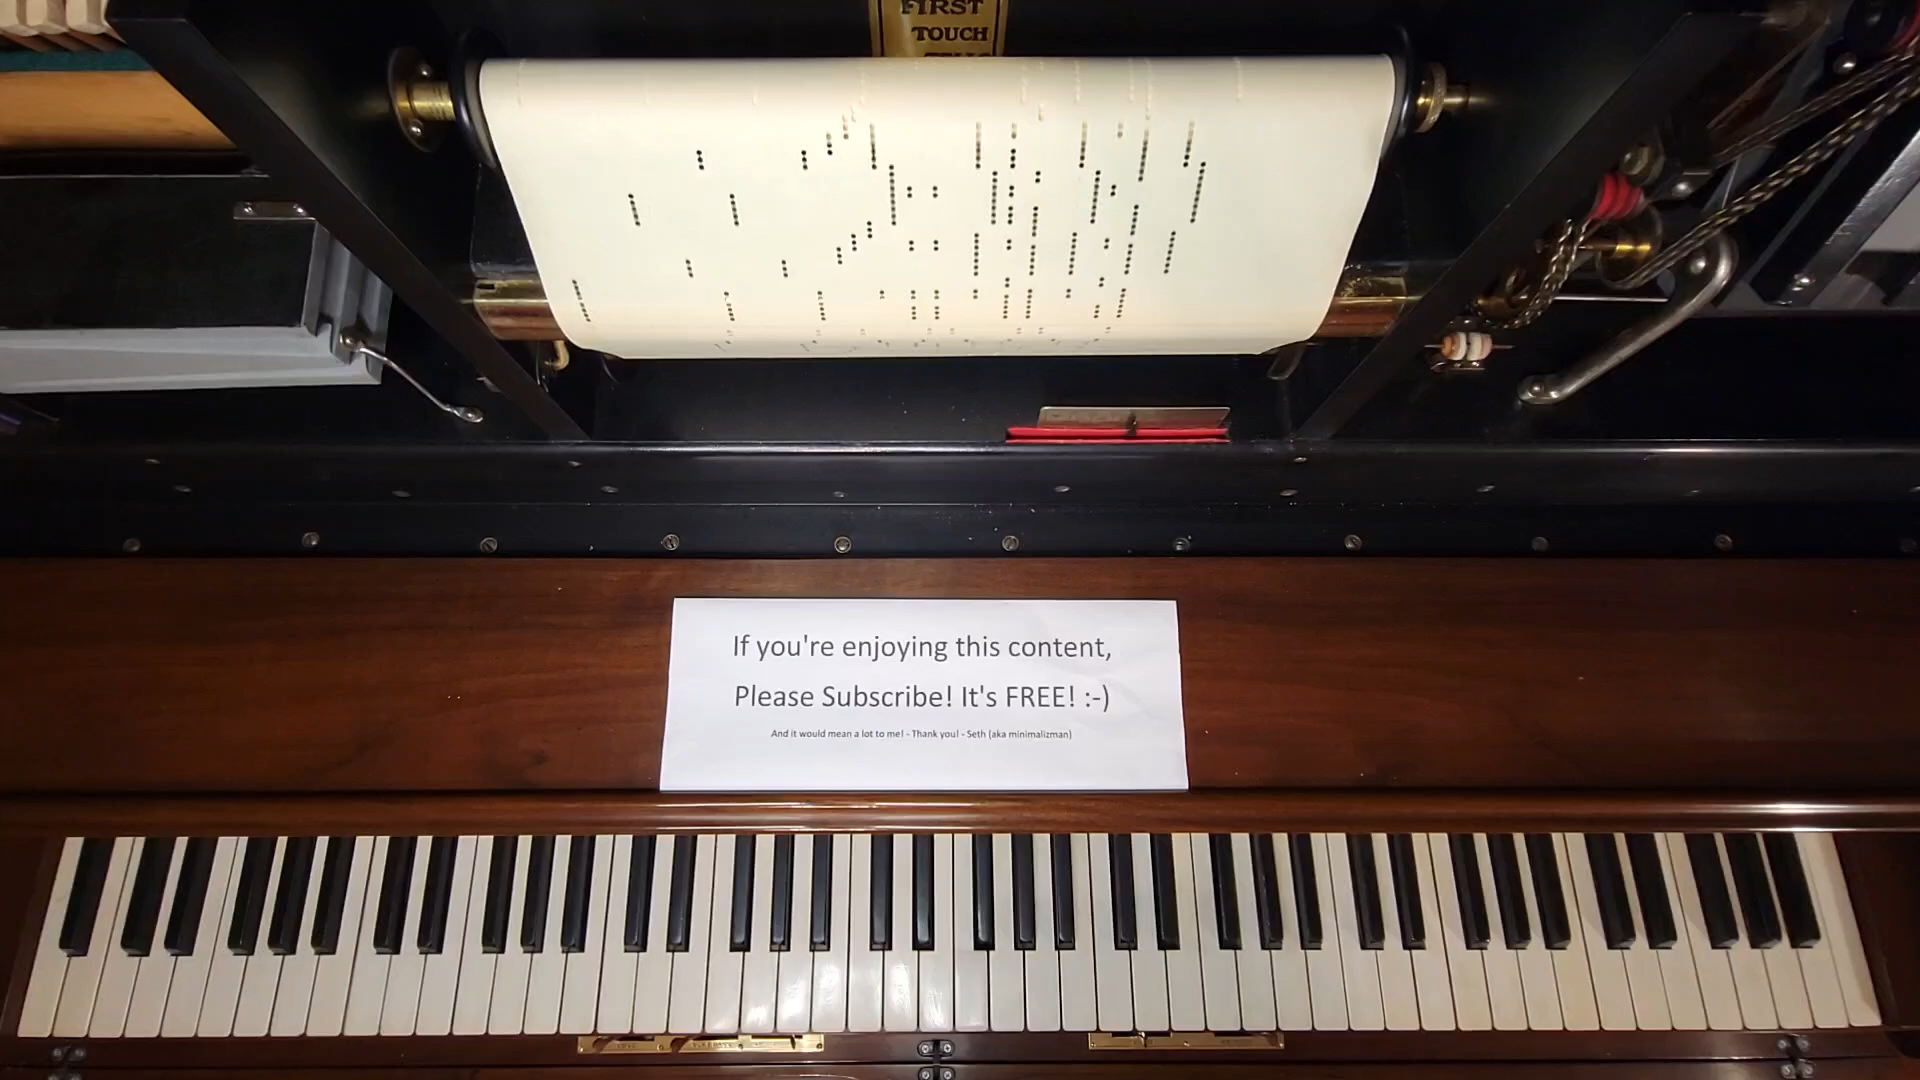 FIRST
TOUCH
If you're enjoying this content,
Please Subscribe! It's FREE! :-)
And it would mean a lot to me! - Thank you! - Seth (aka minimalizman)